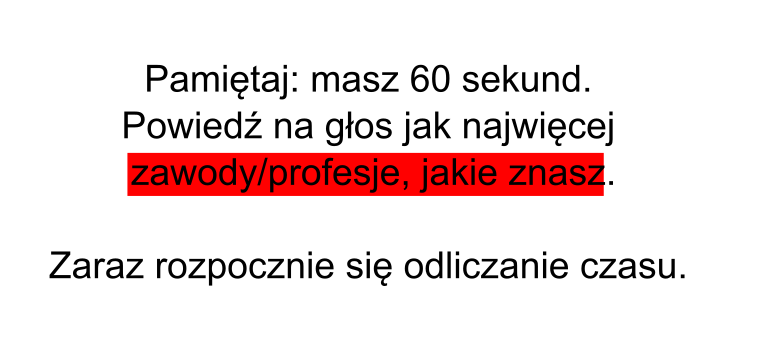 Pamiętaj: masz 60 sekund.
Powiedź na głos jak najwięcej
zawody/profesje, jakie znasz.
Zaraz rozpocznie się odliczanie czasu.